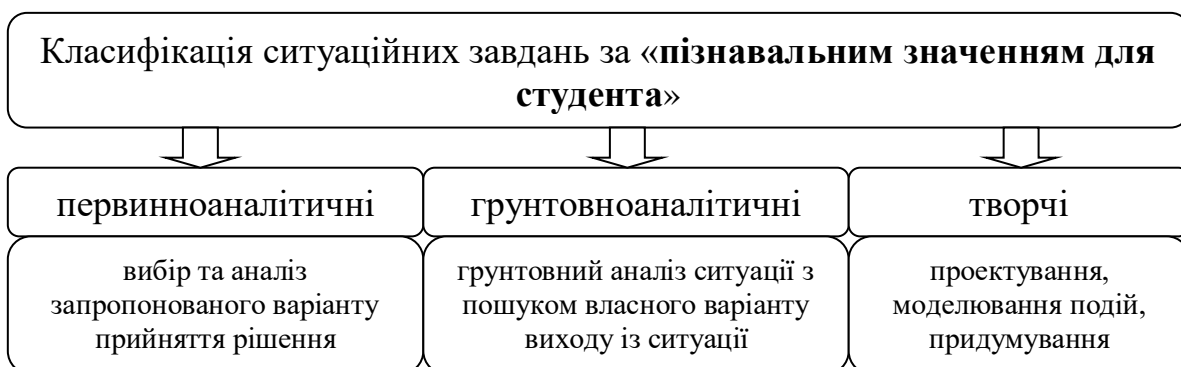 Класифікація ситуаційних завдань за «пізнавальним значенням для
студента»
первинноаналітичні
вибір та аналіз
запропонованого варіанту
прийняття рішення
грунтовноаналітичні
грунтовний аналіз ситуації з
пошуком власного варіанту
виходу із ситуації
творчі
проектування,
моделювання подій,
придумування